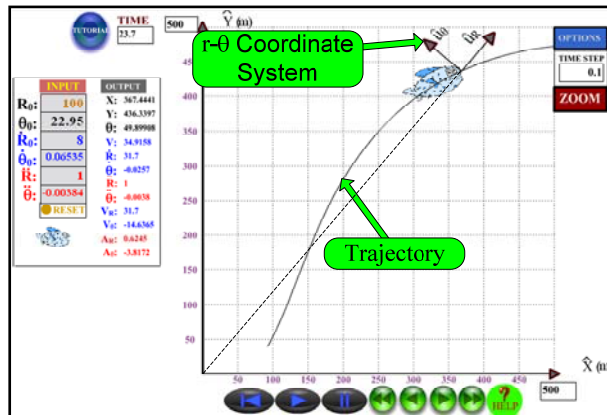 TUTORIAL
TIME
23.7
500
Ŷ (m)
r-θ Coordinate
System
û_θ
û_R
OPTIONS
TIME STEP
0.1
ZOOM
INPUT
R₀: 100
θ₀: 22.95
Ṙ₀: 8
θ̇₀: 0.06535
R̈: 1
θ̈: -0.00384
RESET
OUTPUT
X: 367.4441
Y: 436.3397
θ: 49.89908
V: 34.9158
Ṙ: 31.7
θ̇: -0.0257
R̈: 1
θ̈: -0.0038
V_R: 31.7
V_θ: -14.6365
A_R: 0.6245
A_θ: -3.8172
450
400
350
300
250
200
150
100
50
Trajectory
50 100 150 200 250 300 350 400 450
X̂ (m)
500
?
HELP